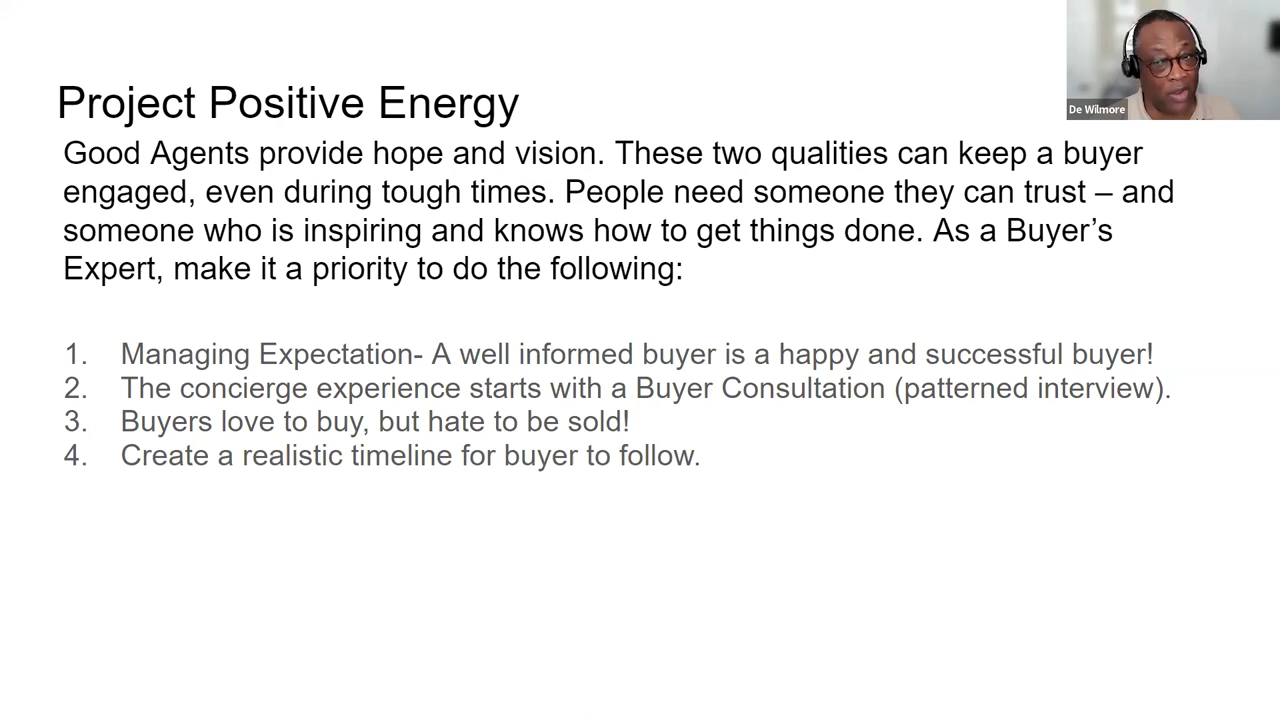 Project Positive Energy
Good Agents provide hope and vision. These two qualities can keep a buyer
engaged, even during tough times. People need someone they can trust – and
someone who is inspiring and knows how to get things done. As a Buyer’s
Expert, make it a priority to do the following:
1. Managing Expectation- A well informed buyer is a happy and successful buyer!
2. The concierge experience starts with a Buyer Consultation (patterned interview).
3. Buyers love to buy, but hate to be sold!
4. Create a realistic timeline for buyer to follow.
De Wilmore